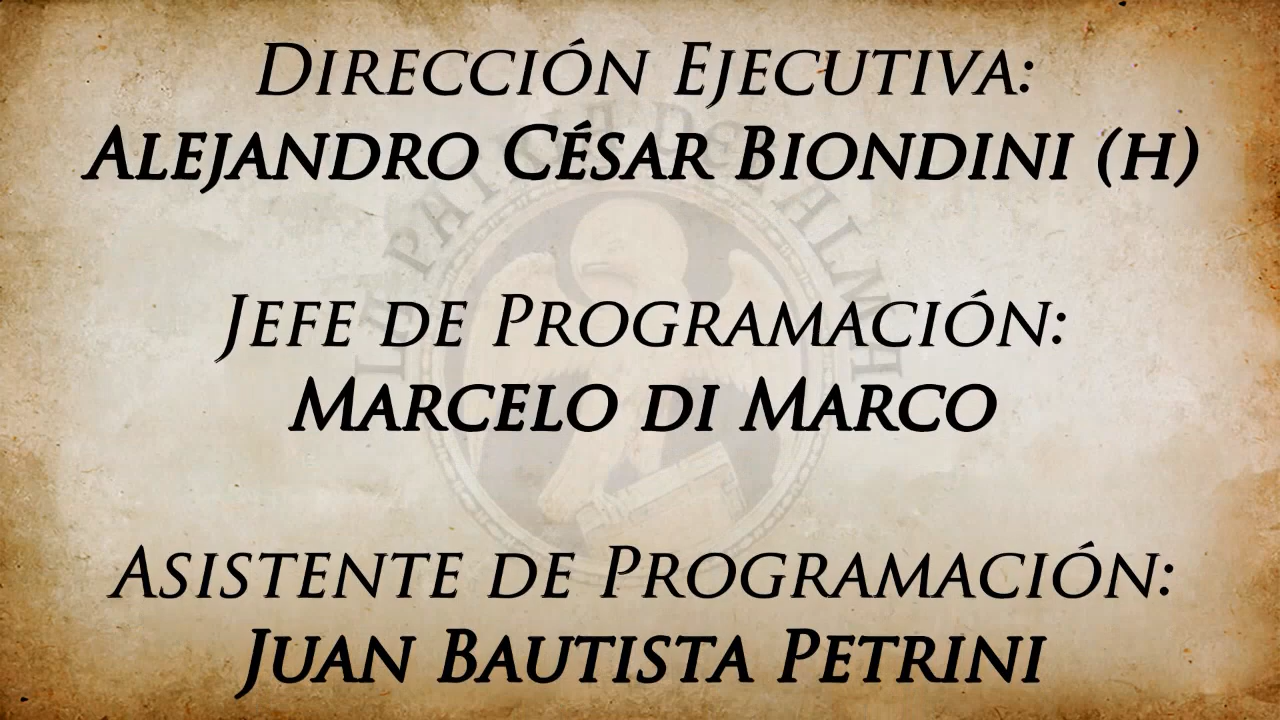 Dirección Ejecutiva:
Alejandro César Biondini (h)
Jefe de Programación:
Marcelo di Marco
Asistente de Programación:
Juan Bautista Petrini